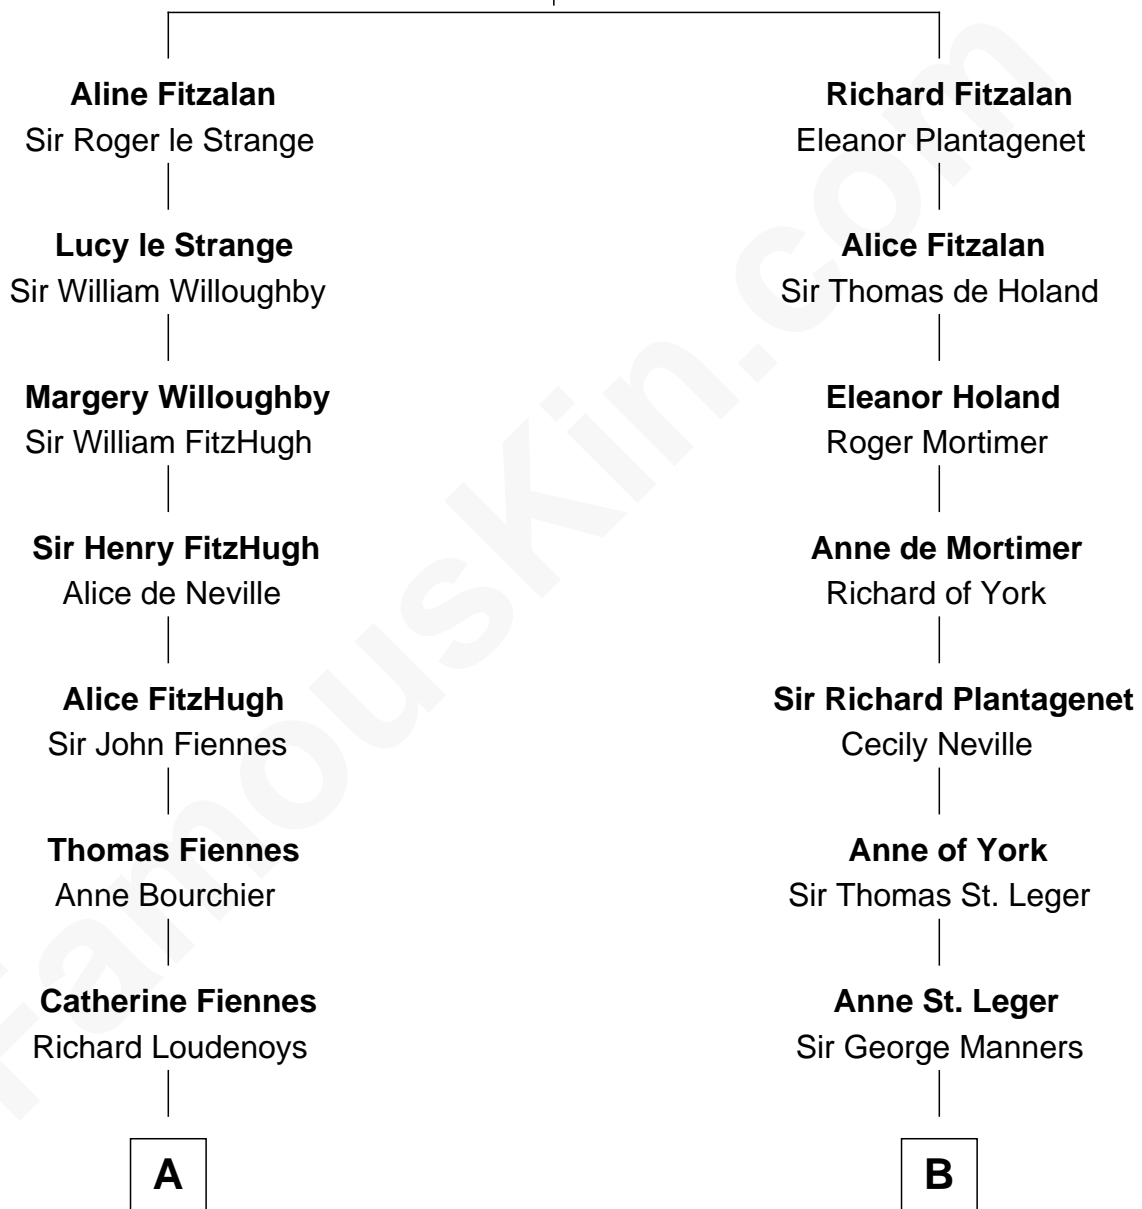 Aline Fitzalan
Sir Roger le Strange
Lucy le Strange
Sir William Willoughby
Margery Willoughby
Sir William FitzHugh
Sir Henry FitzHugh
Alice de Neville
Alice FitzHugh
Sir John Fiennes
Thomas Fiennes
Anne Bourchier
Catherine Fiennes
Richard Loudenoys
A
Richard Fitzalan
Eleanor Plantagenet
Alice Fitzalan
Sir Thomas de Holand
Eleanor Holand
Roger Mortimer
Anne de Mortimer
Richard of York
Sir Richard Plantagenet
Cecily Neville
Anne of York
Sir Thomas St. Leger
Anne St. Leger
Sir George Manners
B
FamousKin.com